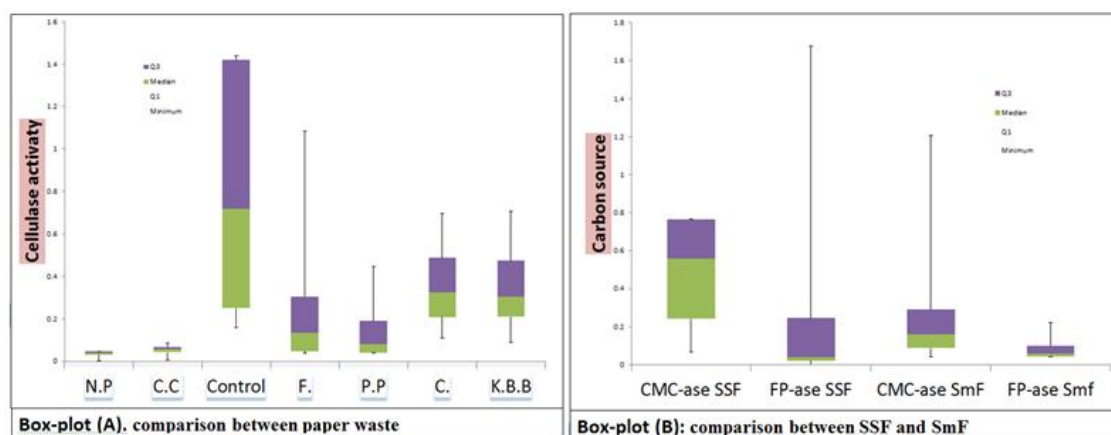 1.6
1.4
1.2
1
0.8
0.6
0.4
0.2
0
Cellulase activaty
Q3
Median
Q1
Minimum
N.P C.C Control F. P.P C. K.B.B
Box-plot (A). comparison between paper waste
1.8
1.6
1.4
1.2
1
0.8
0.6
0.4
0.2
0
Carbon source
Q3
Median
Q1
Minimum
CMC-ase SSF FP-ase SSF CMC-ase SmF FP-ase Smf
Box-plot (B): comparison between SSF and SmF